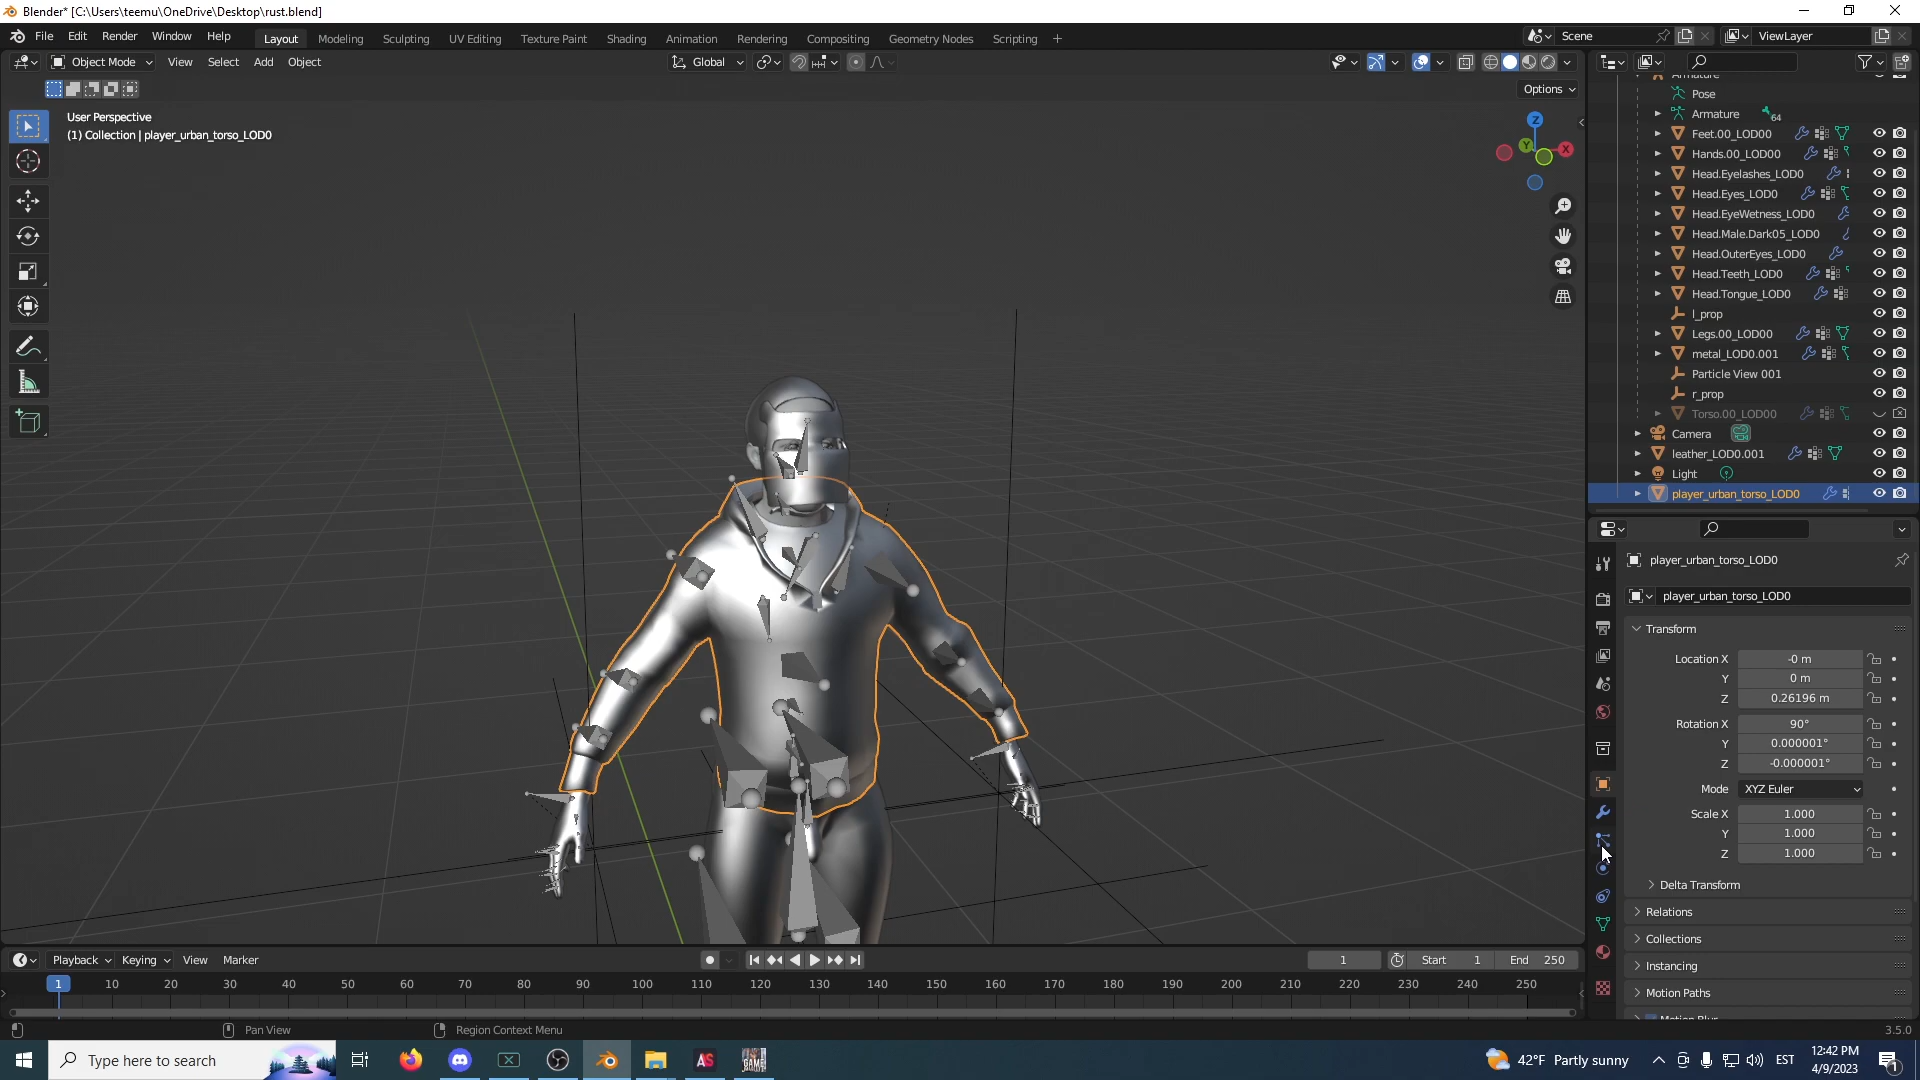 Blender* [C:\Users\teemu\OneDrive\Desktop\rust.blend]
File Edit Render Window Help Layout Modeling Sculpting UV Editing Texture Paint Shading Animation Rendering Compositing Geometry Nodes Scripting + Scene ViewLayer
Object Mode View Select Add Object Global
Options
User Perspective
(1) Collection | player_urban_torso_LOD0
Z
Y
X
Armature
Pose
Armature 64
Feet.00_LOD00
Hands.00_LOD00
Head.Eyelashes_LOD0
Head.Eyes_LOD0
Head.EyeWetness_LOD0
Head.Male.Dark05_LOD0
Head.OuterEyes_LOD0
Head.Teeth_LOD0
Head.Tongue_LOD0
l_prop
Legs.00_LOD00
metal_LOD0.001
Particle View 001
r_prop
Torso.00_LOD00
Camera
leather_LOD0.001
Light
player_urban_torso_LOD0
player_urban_torso_LOD0
player_urban_torso_LOD0
Transform
Location X -0 m
Y 0 m
Z 0.26196 m
Rotation X 90°
Y 0.000001°
Z -0.000001°
Mode XYZ Euler
Scale X 1.000
Y 1.000
Z 1.000
Delta Transform
Relations
Collections
Instancing
Motion Paths
Motion Blur
Playback Keying View Marker 1 Start 1 End 250
1 10 20 30 40 50 60 70 80 90 100 110 120 130 140 150 160 170 180 190 200 210 220 230 240 250
Pan View Region Context Menu 3.5.0
Type here to search AS 42°F Partly sunny EST 12:42 PM
4/9/2023 1